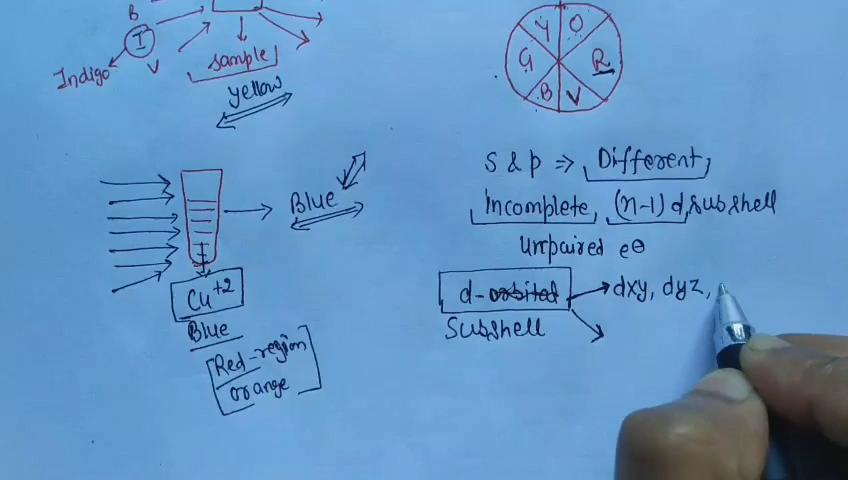 B
I
Indigo
V
sample
yellow
Y O
G R
B V
Blue
Cu+2
Blue
Red-region
orange
S & p ⇒ Different,
Incomplete, (n-1) d, subshell
Unpaired e⊖
d-orbital → dxy, dyz,
Subshell